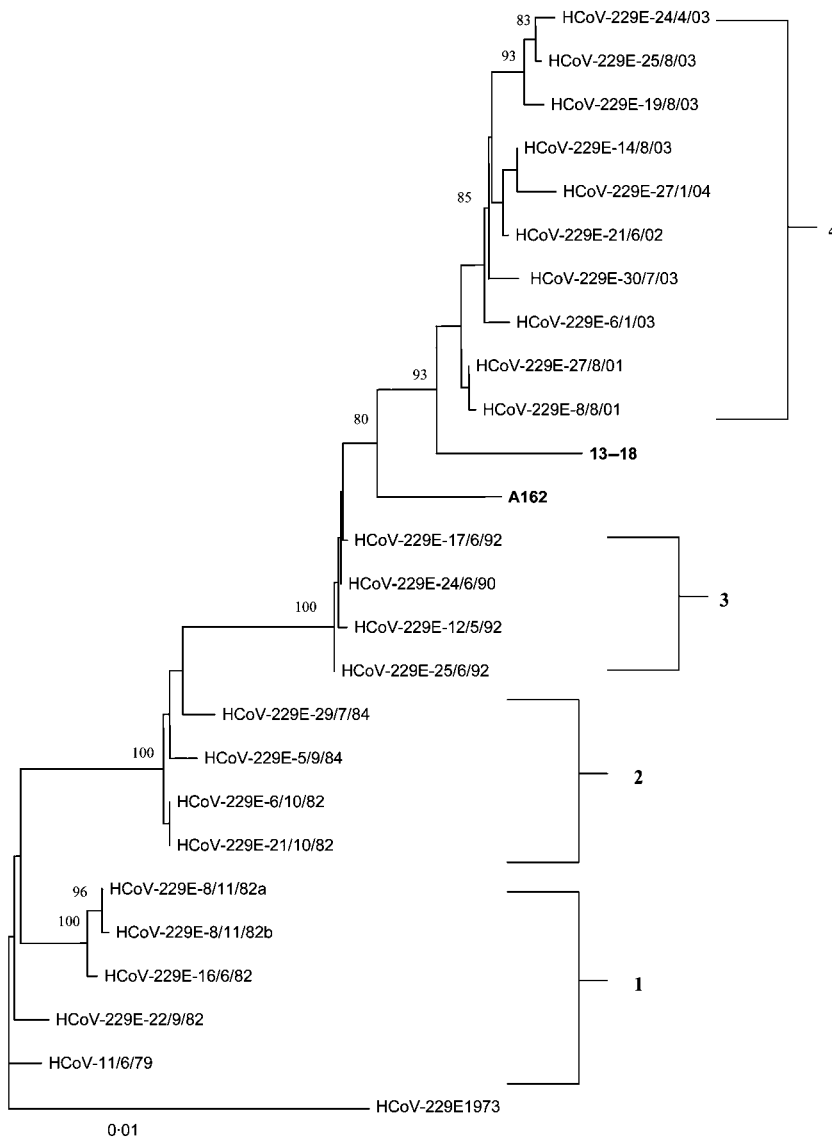 83
HCoV-229E-24/4/03
93
HCoV-229E-25/8/03
HCoV-229E-19/8/03
HCoV-229E-14/8/03
85
HCoV-229E-27/1/04
HCoV-229E-21/6/02
4
HCoV-229E-30/7/03
HCoV-229E-6/1/03
HCoV-229E-27/8/01
93
HCoV-229E-8/8/01
80
13–18
A162
HCoV-229E-17/6/92
HCoV-229E-24/6/90
3
100
HCoV-229E-12/5/92
HCoV-229E-25/6/92
HCoV-229E-29/7/84
100
HCoV-229E-5/9/84
2
HCoV-229E-6/10/82
HCoV-229E-21/10/82
96
HCoV-229E-8/11/82a
100
HCoV-229E-8/11/82b
HCoV-229E-16/6/82
1
HCoV-229E-22/9/82
HCoV-11/6/79
HCoV-229E1973
0·01